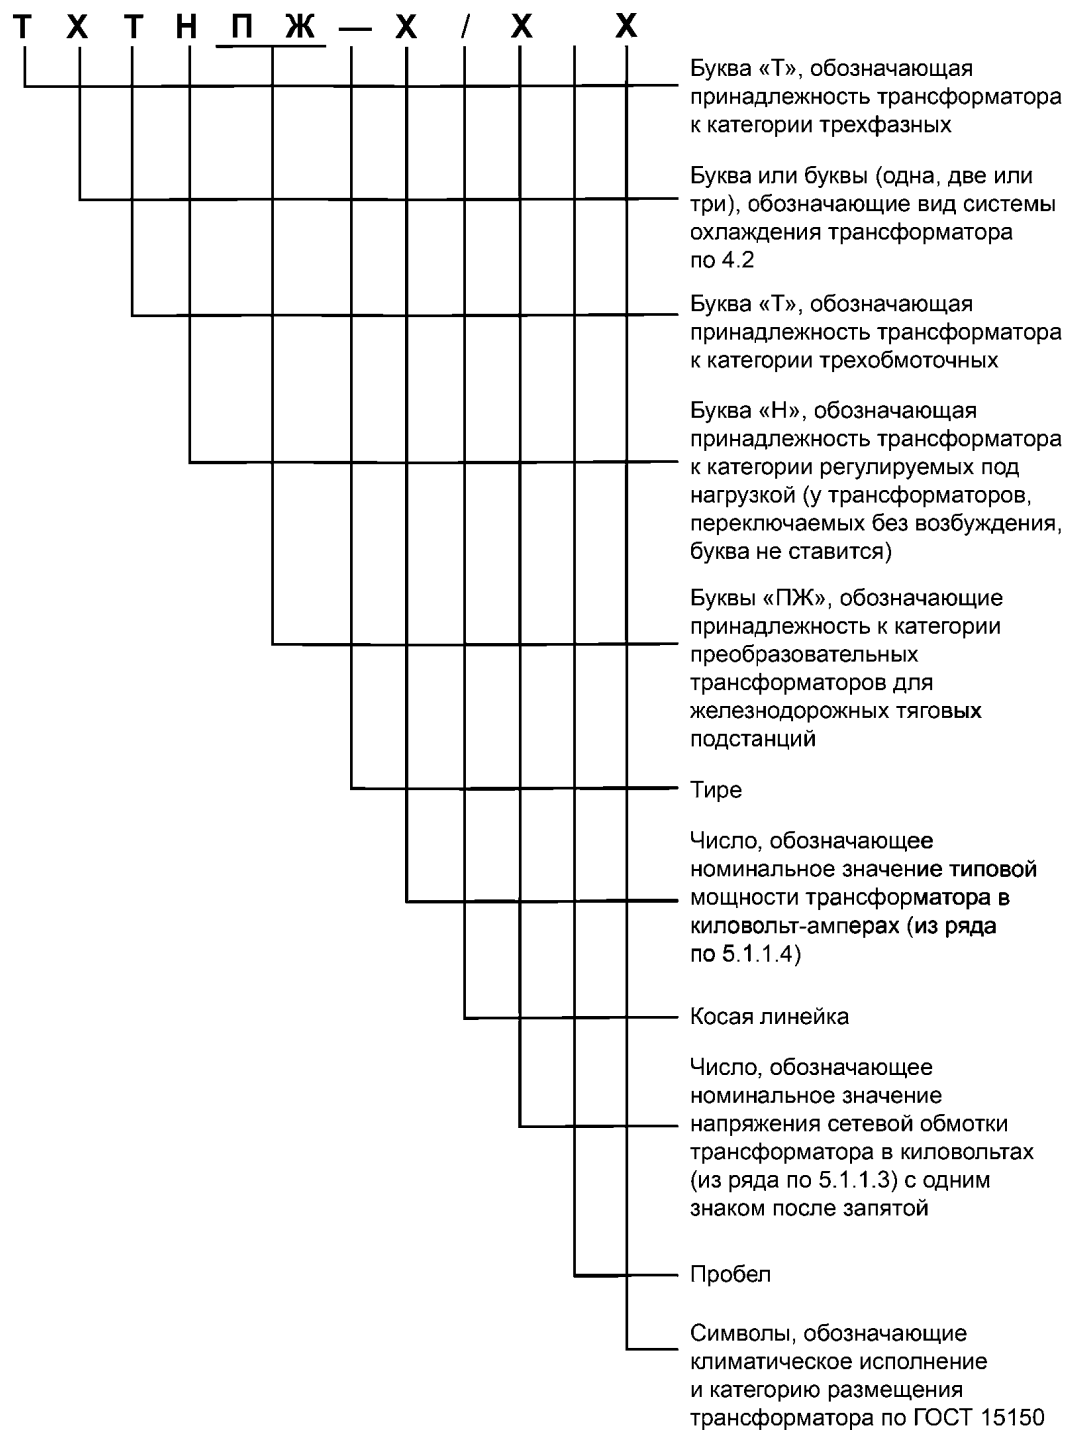 Т Х Т Н П Ж — Х / Х Х
Буква «Т», обозначающая
принадлежность трансформатора
к категории трехфазных
Буква или буквы (одна, две или
три), обозначающие вид системы
охлаждения трансформатора
по 4.2
Буква «Т», обозначающая
принадлежность трансформатора
к категории трехобмоточных
Буква «Н», обозначающая
принадлежность трансформатора
к категории регулируемых под
нагрузкой (у трансформаторов,
переключаемых без возбуждения,
буква не ставится)
Буквы «ПЖ», обозначающие
принадлежность к категории
преобразовательных
трансформаторов для
железнодорожных тяговых
подстанций
Тире
Число, обозначающее
номинальное значение типовой
мощности трансформатора в
киловольт-амперах (из ряда
по 5.1.1.4)
Косая линейка
Число, обозначающее
номинальное значение
напряжения сетевой обмотки
трансформатора в киловольтах
(из ряда по 5.1.1.3) с одним
знаком после запятой
Пробел
Символы, обозначающие
климатическое исполнение
и категорию размещения
трансформатора по ГОСТ 15150